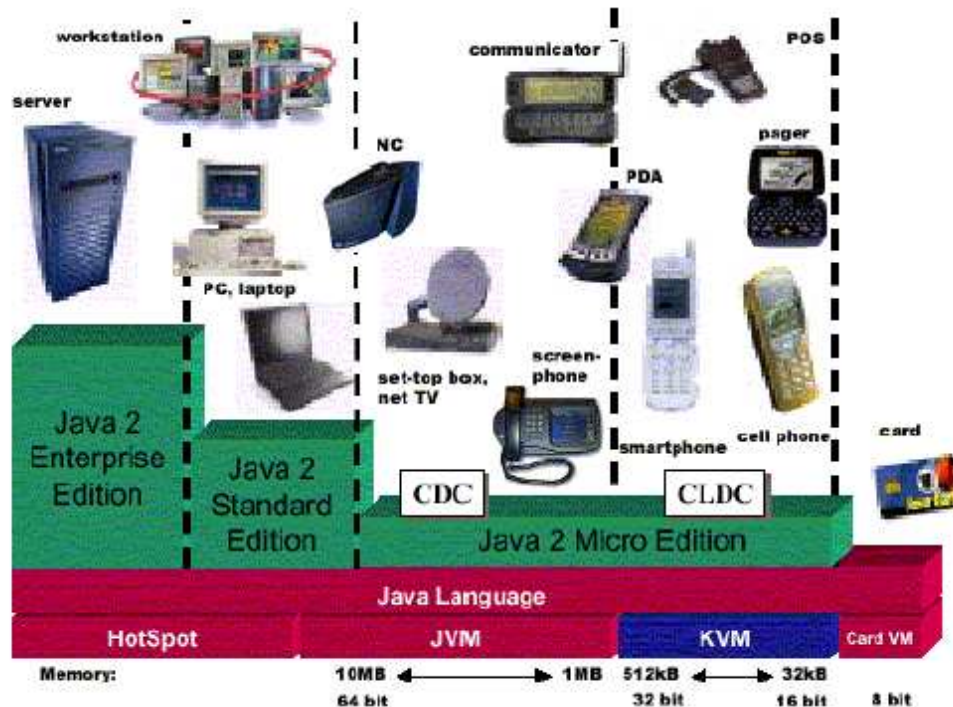 workstation
communicator
POS
server
NC
pager
PDA
PC, laptop
set-top box,
net TV
screen-
phone
smartphone
cell phone
card
Java 2
Enterprise
Edition
Java 2
Standard
Edition
CDC
CLDC
Java 2 Micro Edition
Java Language
HotSpot
JVM
KVM
Card VM
Memory:
10MB
1MB
512kB
32kB
64 bit
32 bit
16 bit
8 bit